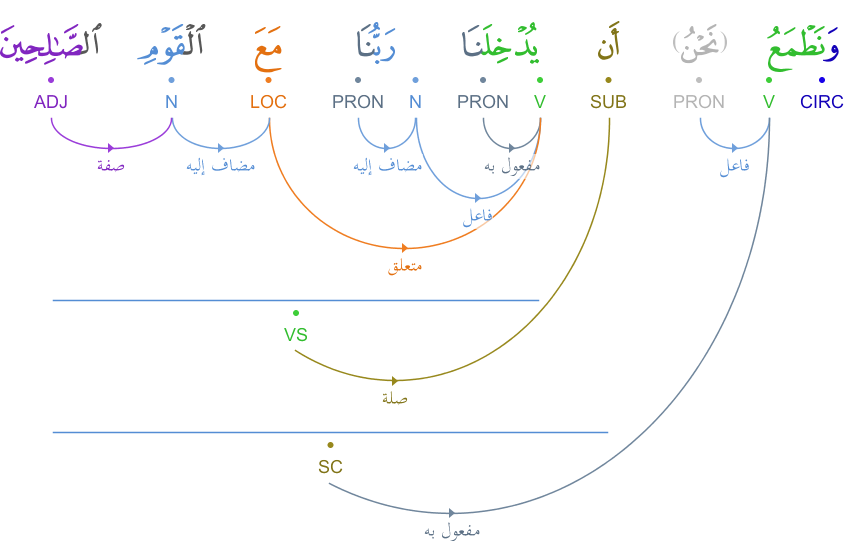 وَنَطْمَعُ (نَحْنُ) أَن يُدْخِلَنَا رَبُّنَا مَعَ ٱلْقَوْمِ ٱلصَّـٰلِحِينَ
CIRC V PRON SUB V PRON N PRON LOC N ADJ
فاعل مفعول به مضاف إليه مضاف إليه صفة
فاعل
متعلق
VS
صلة
SC
مفعول به